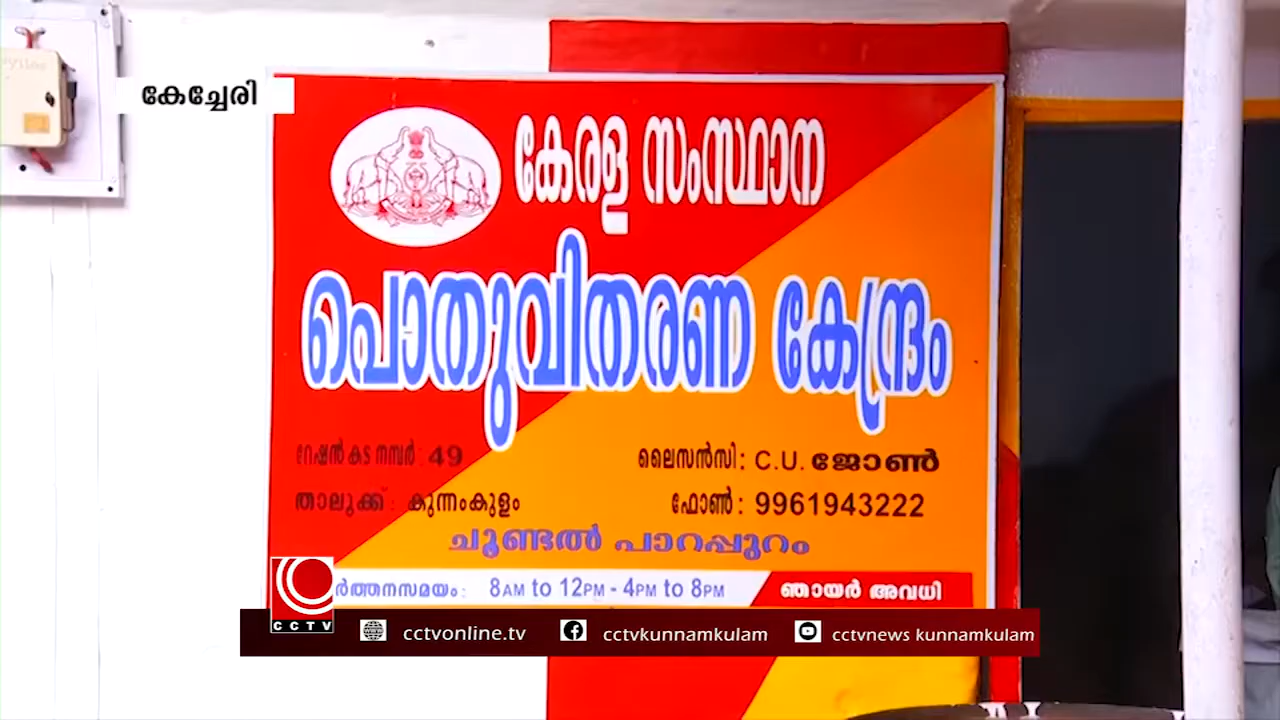 കേച്ചേരി
കേരള സംസ്ഥാന
പൊതുവിതരണ കേന്ദ്രം
റേഷൻകട നമ്പർ: 49
ലൈസൻസി: C.U. ജോൺ
താലൂക്ക്: കുന്നംകുളം
ഫോൺ: 9961943222
ചൂണ്ടൽ പാറപ്പുറം
ർത്തനസമയം: 8AM to 12PM - 4PM to 8PM
ഞായർ അവധി
CCTV
cctvonline.tv
cctvkunnamkulam
cctvnews kunnamkulam